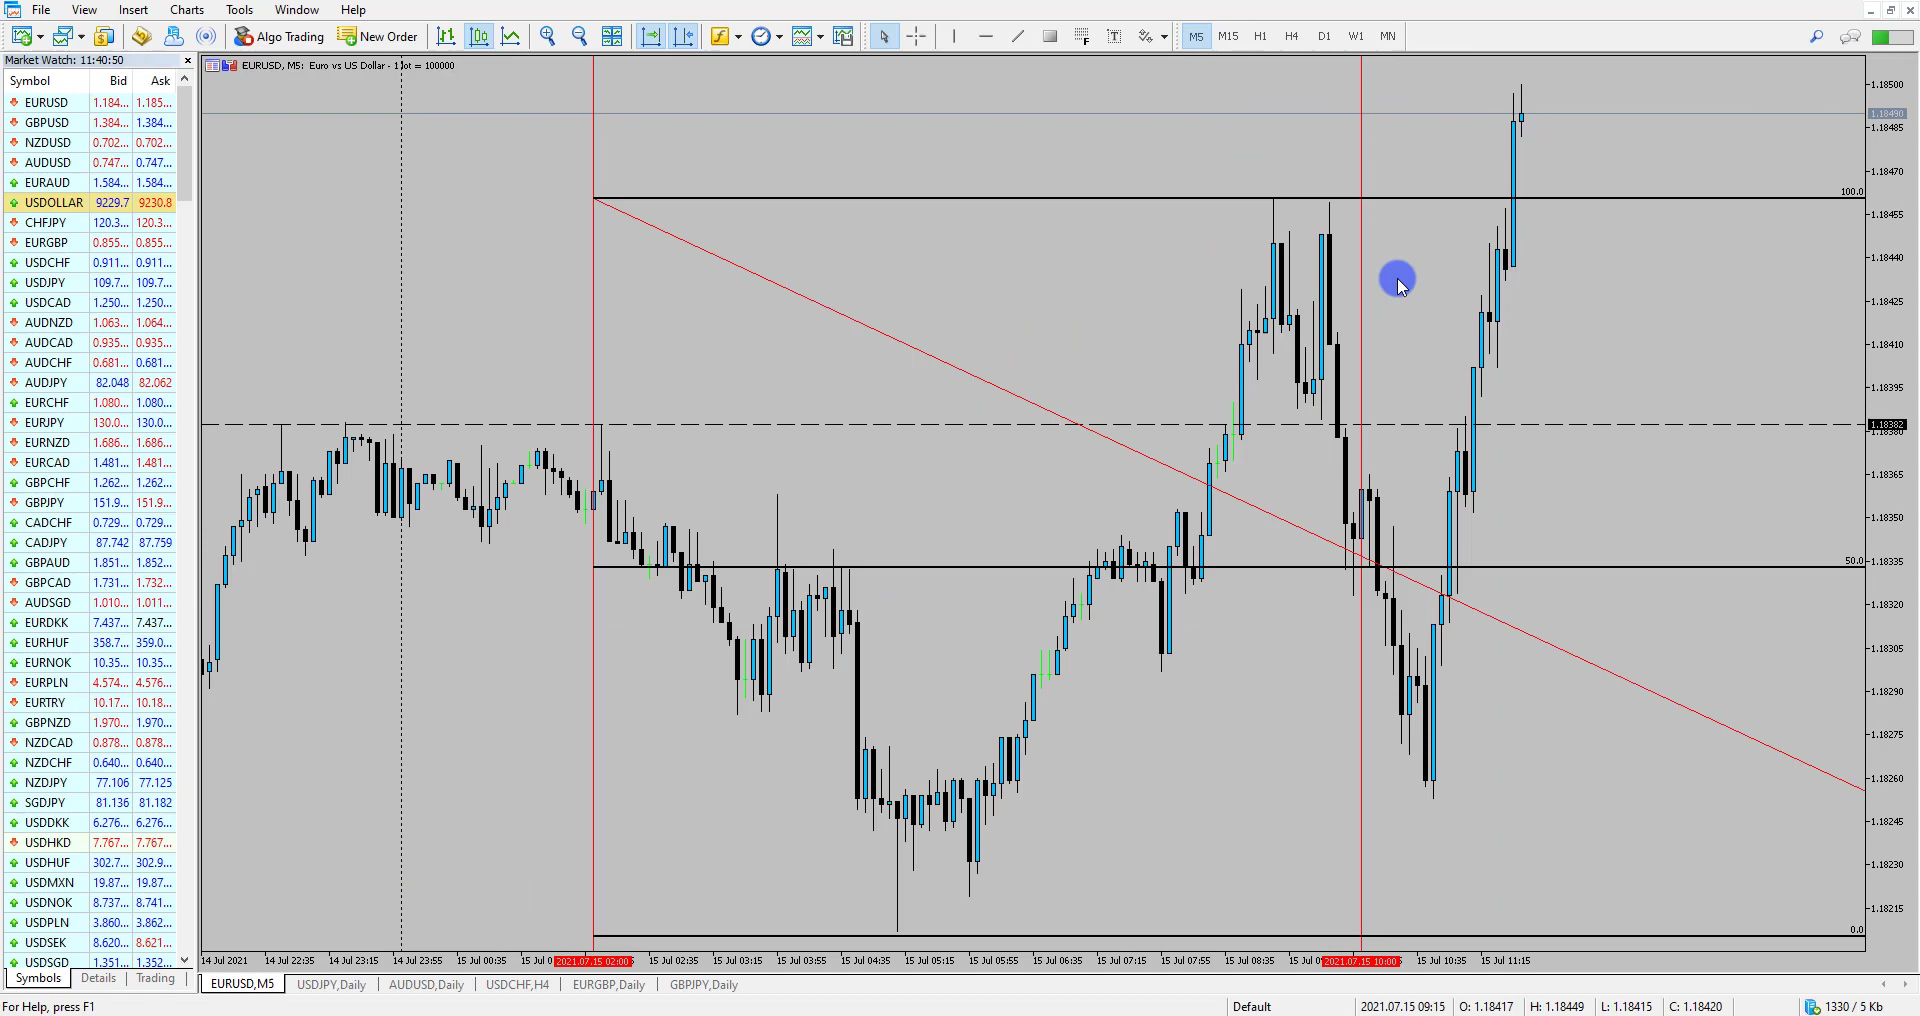 File View Insert Charts Tools Window Help
Algo Trading New Order M5 M15 H1 H4 D1 W1 MN
Market Watch: 11:40:50
Symbol Bid Ask
EURUSD 1.184... 1.185...
GBPUSD 1.384... 1.384...
NZDUSD 0.702... 0.702...
AUDUSD 0.747... 0.747...
EURAUD 1.584... 1.584...
USDOLLAR 9229.7 9230.8
CHFJPY 120.3... 120.3...
EURGBP 0.855... 0.855...
USDCHF 0.911... 0.911...
USDJPY 109.7... 109.7...
USDCAD 1.250... 1.250...
AUDNZD 1.063... 1.064...
AUDCAD 0.935... 0.935...
AUDCHF 0.681... 0.681...
AUDJPY 82.048 82.062
EURCHF 1.080... 1.080...
EURJPY 130.0... 130.0...
EURNZD 1.686... 1.686...
EURCAD 1.481... 1.481...
GBPCHF 1.262... 1.262...
GBPJPY 151.9... 151.9...
CADCHF 0.729... 0.729...
CADJPY 87.742 87.759
GBPAUD 1.851... 1.852...
GBPCAD 1.731... 1.732...
AUDSGD 1.010... 1.011...
EURDKK 7.437... 7.437...
EURHUF 358.7... 359.0...
EURNOK 10.35... 10.35...
EURPLN 4.574... 4.576...
EURTRY 10.17... 10.18...
GBPNZD 1.970... 1.970...
NZDCAD 0.878... 0.878...
NZDCHF 0.640... 0.640...
NZDJPY 77.106 77.125
SGDJPY 81.136 81.182
USDDKK 6.276... 6.276...
USDHKD 7.767... 7.767...
USDHUF 302.7... 302.9...
USDMXN 19.87... 19.87...
USDNOK 8.737... 8.741...
USDPLN 3.860... 3.862...
USDSEK 8.620... 8.621...
USDSGD 1.351... 1.352...
Symbols Details Trading
EURUSD, M5: Euro vs US Dollar - 1 lot = 100000
1.18500
1.18490
1.18485
1.18470
100.0
1.18455
1.18440
1.18425
1.18410
1.18395
1.18382
1.18380
1.18365
1.18350
50.0
1.18335
1.18320
1.18305
1.18290
1.18275
1.18260
1.18245
1.18230
1.18215
0.0
14 Jul 2021 14 Jul 22:35 14 Jul 23:15 14 Jul 23:55 15 Jul 00:35 15 Jul 0 2021.07.15 02:00 15 Jul 02:35 15 Jul 03:15 15 Jul 03:55 15 Jul 04:35 15 Jul 05:15 15 Jul 05:55 15 Jul 06:35 15 Jul 07:15 15 Jul 07:55 15 Jul 08:35 15 Jul 2021.07.15 10:00 15 Jul 10:35 15 Jul 11:15
EURUSD,M5 USDJPY,Daily AUDUSD,Daily USDCHF,H4 EURGBP,Daily GBPJPY,Daily
For Help, press F1 Default 2021.07.15 09:15 O: 1.18417 H: 1.18449 L: 1.18415 C: 1.18420 1330 / 5 Kb